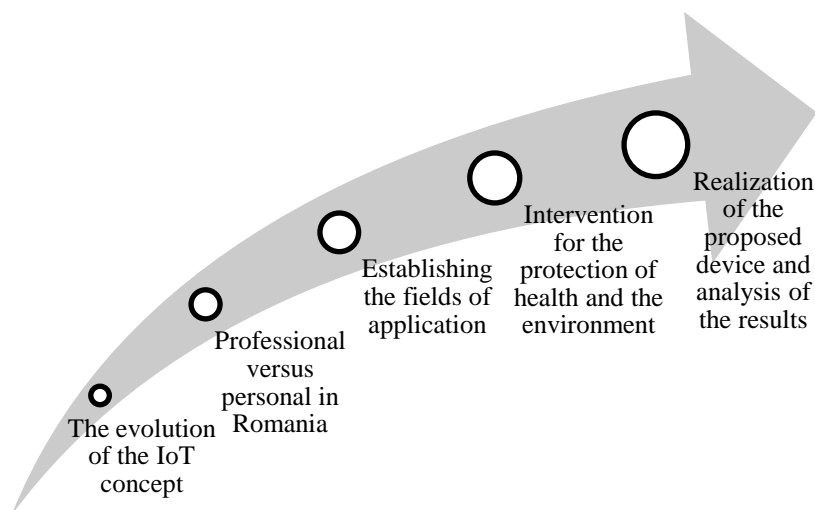 The evolution
of the IoT
concept
Professional
versus
personal in
Romania
Establishing
the fields of
application
Intervention
for the
protection of
health and the
environment
Realization
of the
proposed
device and
analysis of
the results